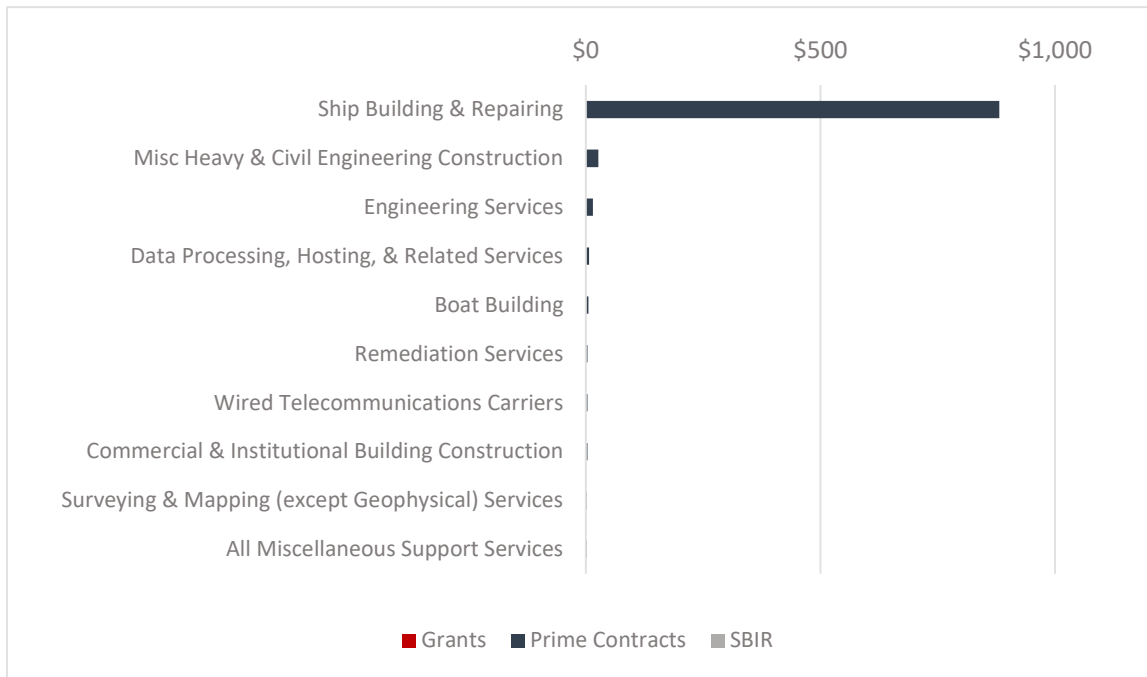 $0 $500 $1,000
Ship Building & Repairing
Misc Heavy & Civil Engineering Construction
Engineering Services
Data Processing, Hosting, & Related Services
Boat Building
Remediation Services
Wired Telecommunications Carriers
Commercial & Institutional Building Construction
Surveying & Mapping (except Geophysical) Services
All Miscellaneous Support Services
Grants Prime Contracts SBIR